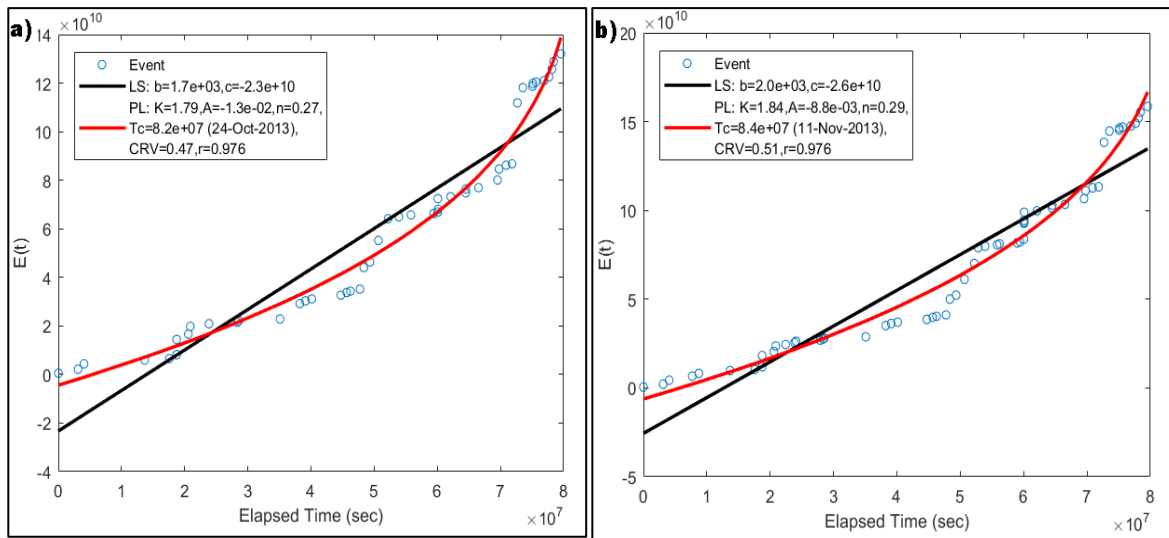 a)
×10^10
14
12
10
8
6
4
2
0
-2
-4
E(t)
Event
LS: b=1.7e+03,c=-2.3e+10
PL: K=1.79,A=-1.3e-02,n=0.27,
Tc=8.2e+07 (24-Oct-2013),
CRV=0.47,r=0.976
0 1 2 3 4 5 6 7 8
Elapsed Time (sec)
×10^7
b)
×10^10
20
15
10
5
0
-5
E(t)
Event
LS: b=2.0e+03,c=-2.6e+10
PL: K=1.84,A=-8.8e-03,n=0.29,
Tc=8.4e+07 (11-Nov-2013),
CRV=0.51,r=0.976
0 1 2 3 4 5 6 7 8
Elapsed Time (sec)
×10^7